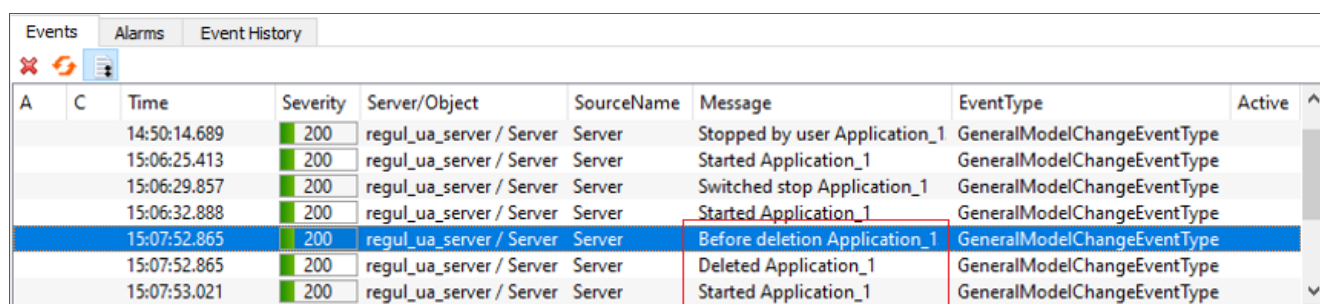 Events Alarms Event History
A C Time Severity Server/Object SourceName Message EventType Active
14:50:14.689 200 regul_ua_server / Server Server Stopped by user Application_1 GeneralModelChangeEventType
15:06:25.413 200 regul_ua_server / Server Server Started Application_1 GeneralModelChangeEventType
15:06:29.857 200 regul_ua_server / Server Server Switched stop Application_1 GeneralModelChangeEventType
15:06:32.888 200 regul_ua_server / Server Server Started Application_1 GeneralModelChangeEventType
15:07:52.865 200 regul_ua_server / Server Server Before deletion Application_1 GeneralModelChangeEventType
15:07:52.865 200 regul_ua_server / Server Server Deleted Application_1 GeneralModelChangeEventType
15:07:53.021 200 regul_ua_server / Server Server Started Application_1 GeneralModelChangeEventType